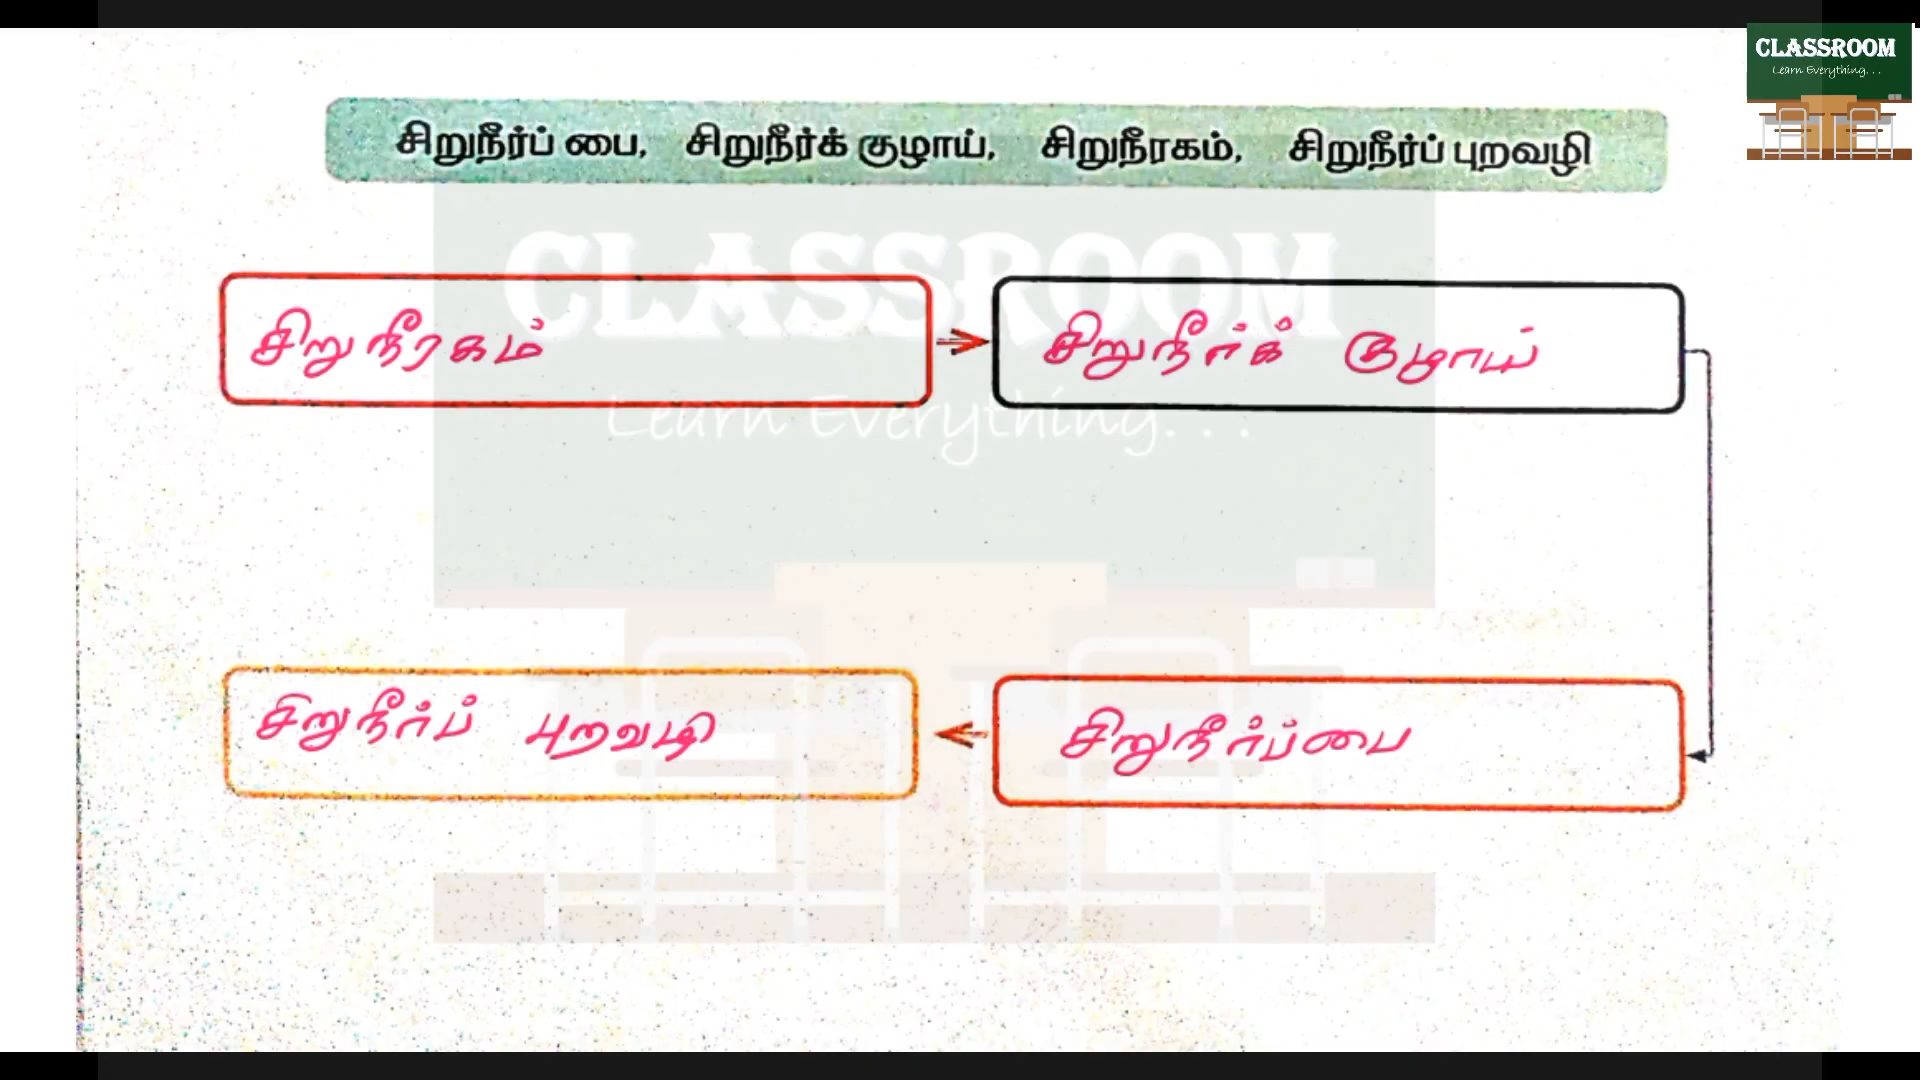 CLASSROOM
Learn Everything...
சிறுநீர்ப் பை, சிறுநீர்க் குழாய், சிறுநீரகம், சிறுநீர்ப் புறவழி
CLASSROOM
சிறுநீரகம்
சிறுநீர்க் குழாய்
Learn Everything...
சிறுநீர்ப் புறவழி
சிறுநீர்ப்பை